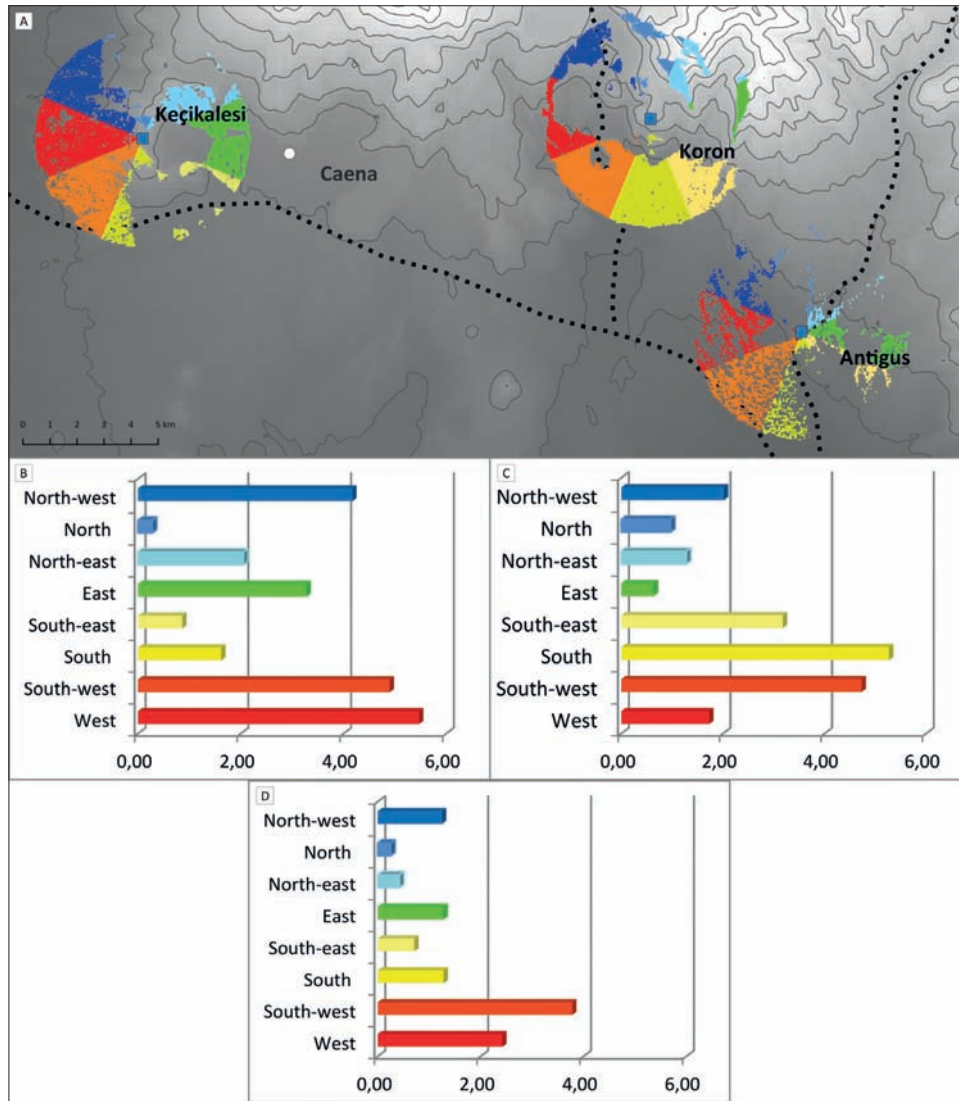 A
Keçikalesi
Caena
Koron
Antigus
0 1 2 3 4 5 km
B
North-west
North
North-east
East
South-east
South
South-west
West
0,00 2,00 4,00 6,00
C
North-west
North
North-east
East
South-east
South
South-west
West
0,00 2,00 4,00 6,00
D
North-west
North
North-east
East
South-east
South
South-west
West
0,00 2,00 4,00 6,00